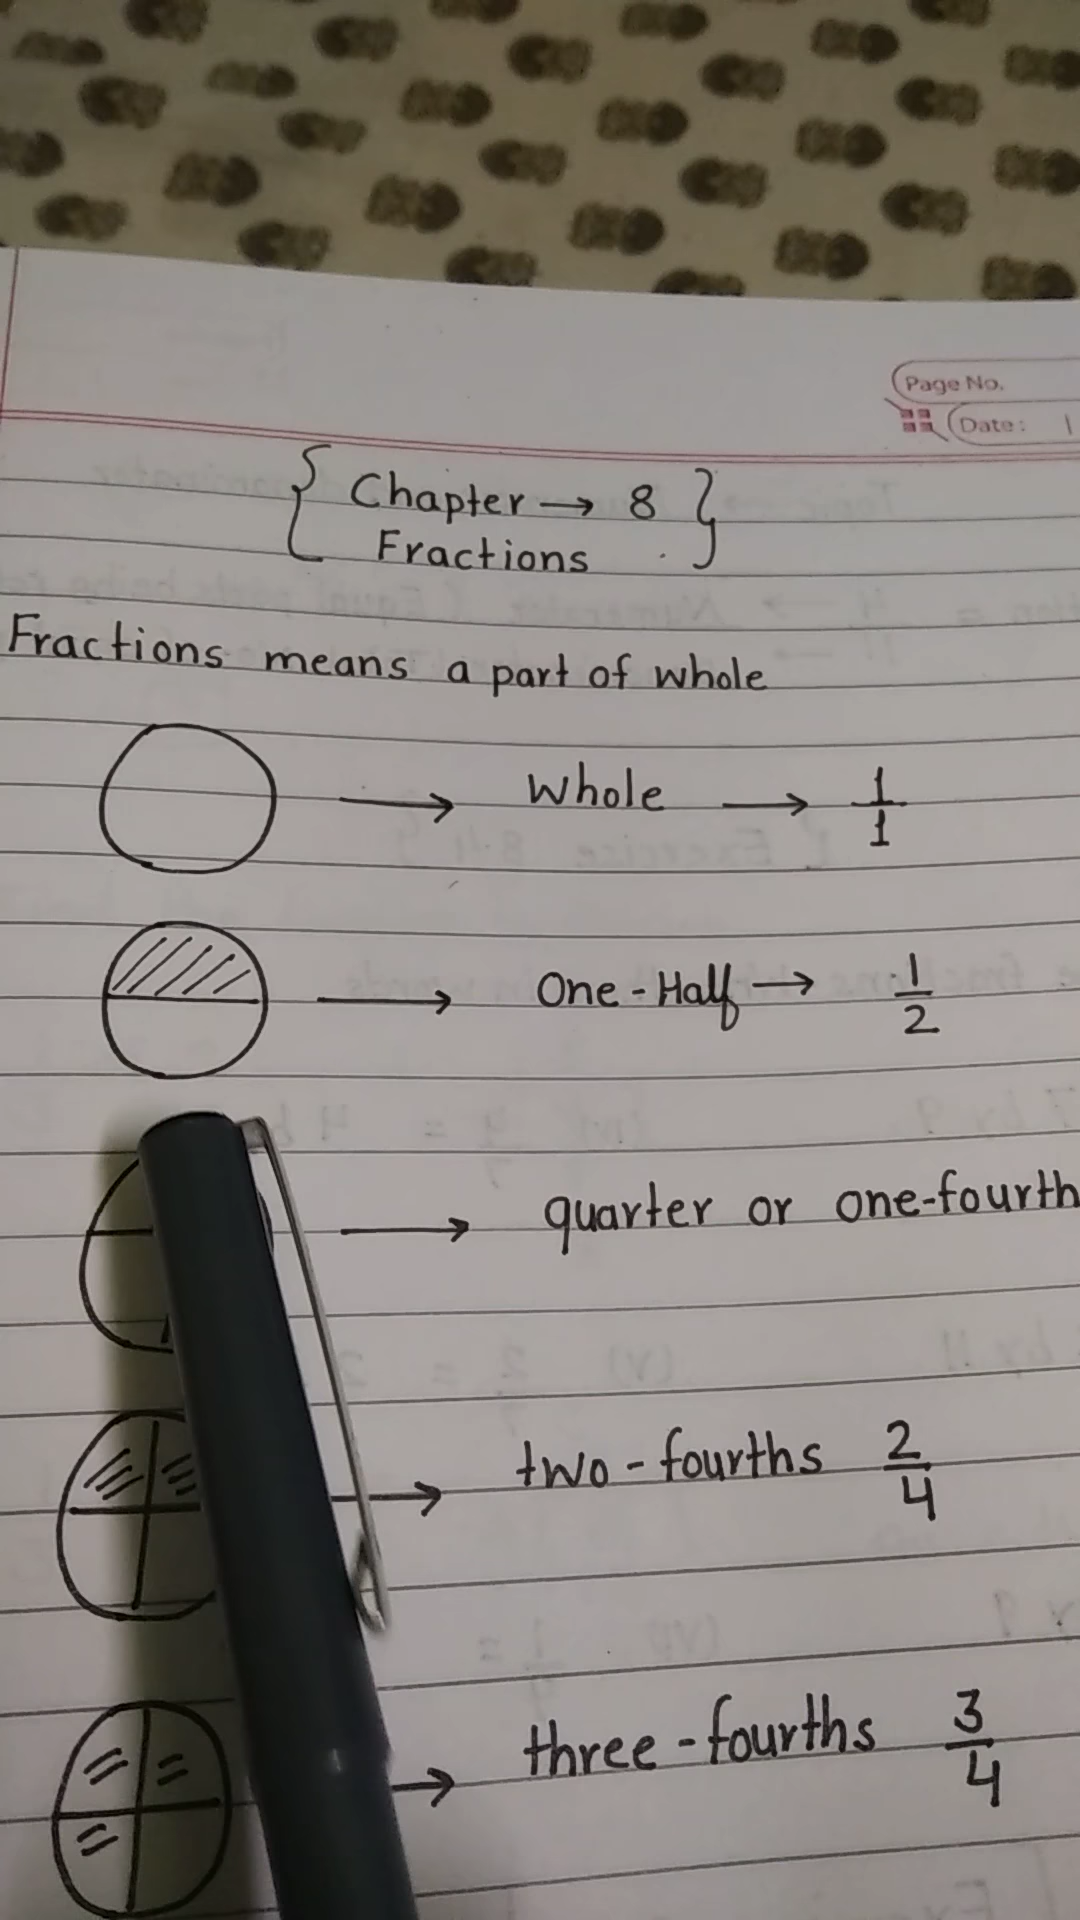 Page No.
Date: |
{ Chapter → 8 }
Fractions
Fractions means a part of whole
→ Whole → 1/1
→ One-Half → 1/2
→ quarter or one-fourth
→ two-fourths 2/4
→ three-fourths 3/4